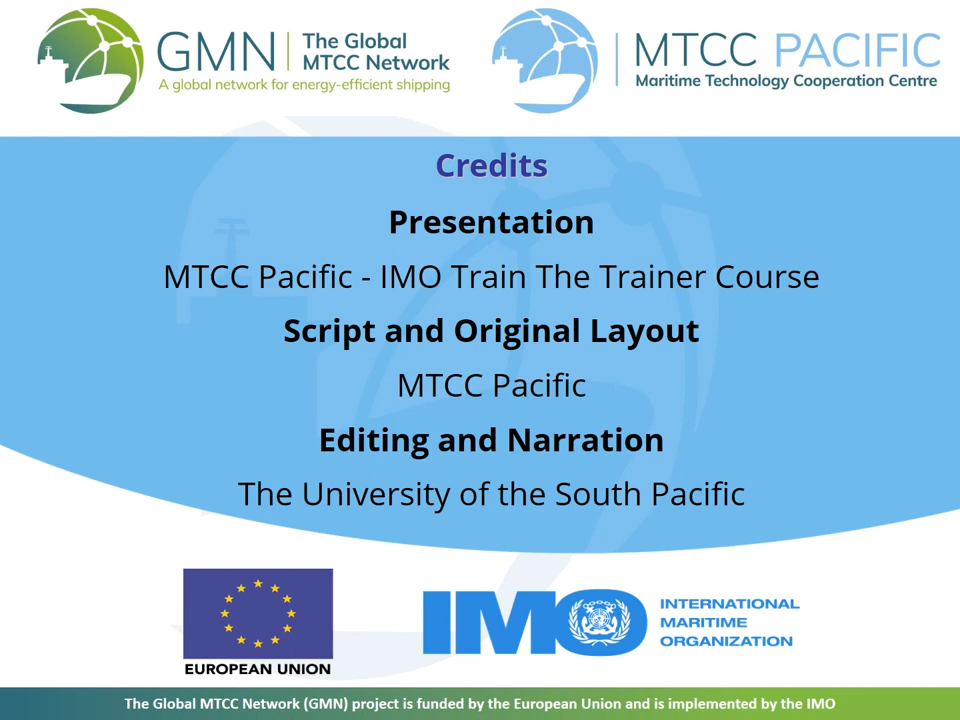 GMN
The Global
MTCC Network
A global network for energy-efficient shipping
MTCC PACIFIC
Maritime Technology Cooperation Centre
Credits
Presentation
MTCC Pacific - IMO Train The Trainer Course
Script and Original Layout
MTCC Pacific
Editing and Narration
The University of the South Pacific
EUROPEAN UNION
IMO
INTERNATIONAL
MARITIME
ORGANIZATION
The Global MTCC Network (GMN) project is funded by the European Union and is implemented by the IMO